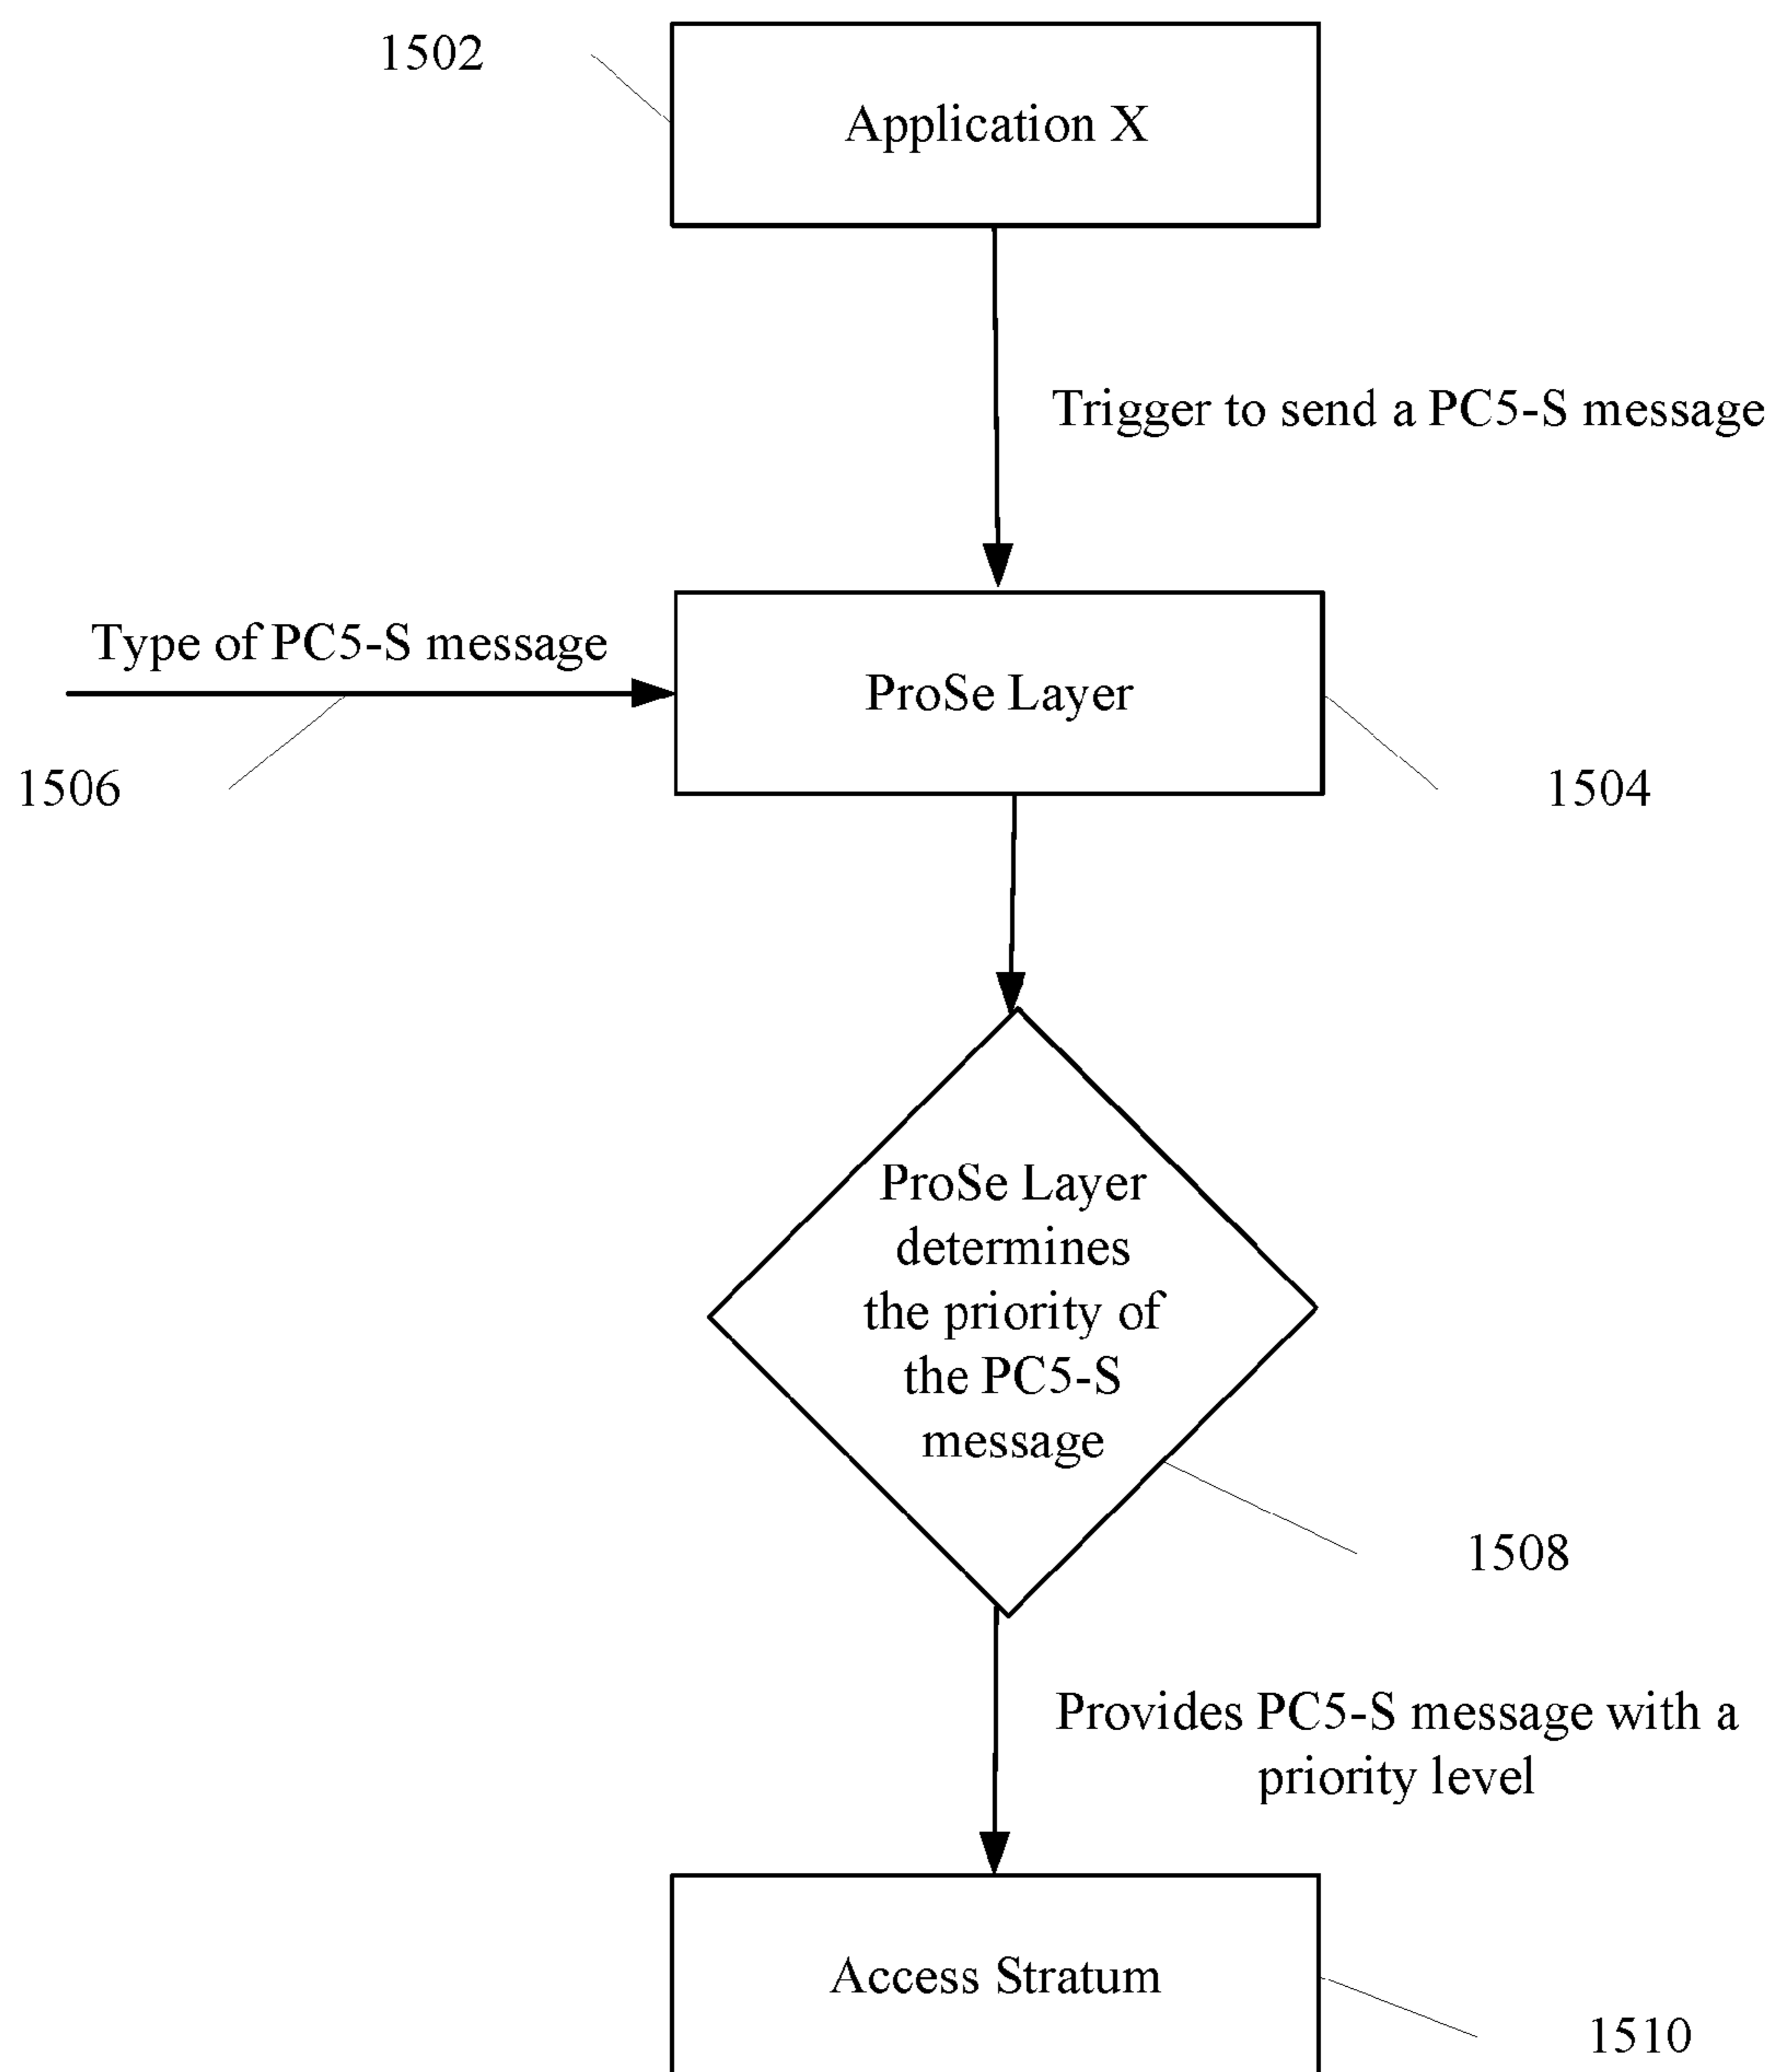 1502
Application X
Trigger to send a PC5-S message
Type of PC5-S message
ProSe Layer
1506
1504
ProSe Layer
determines
the priority of
the PC5-S
message
1508
Provides PC5-S message with a
priority level
Access Stratum
1510